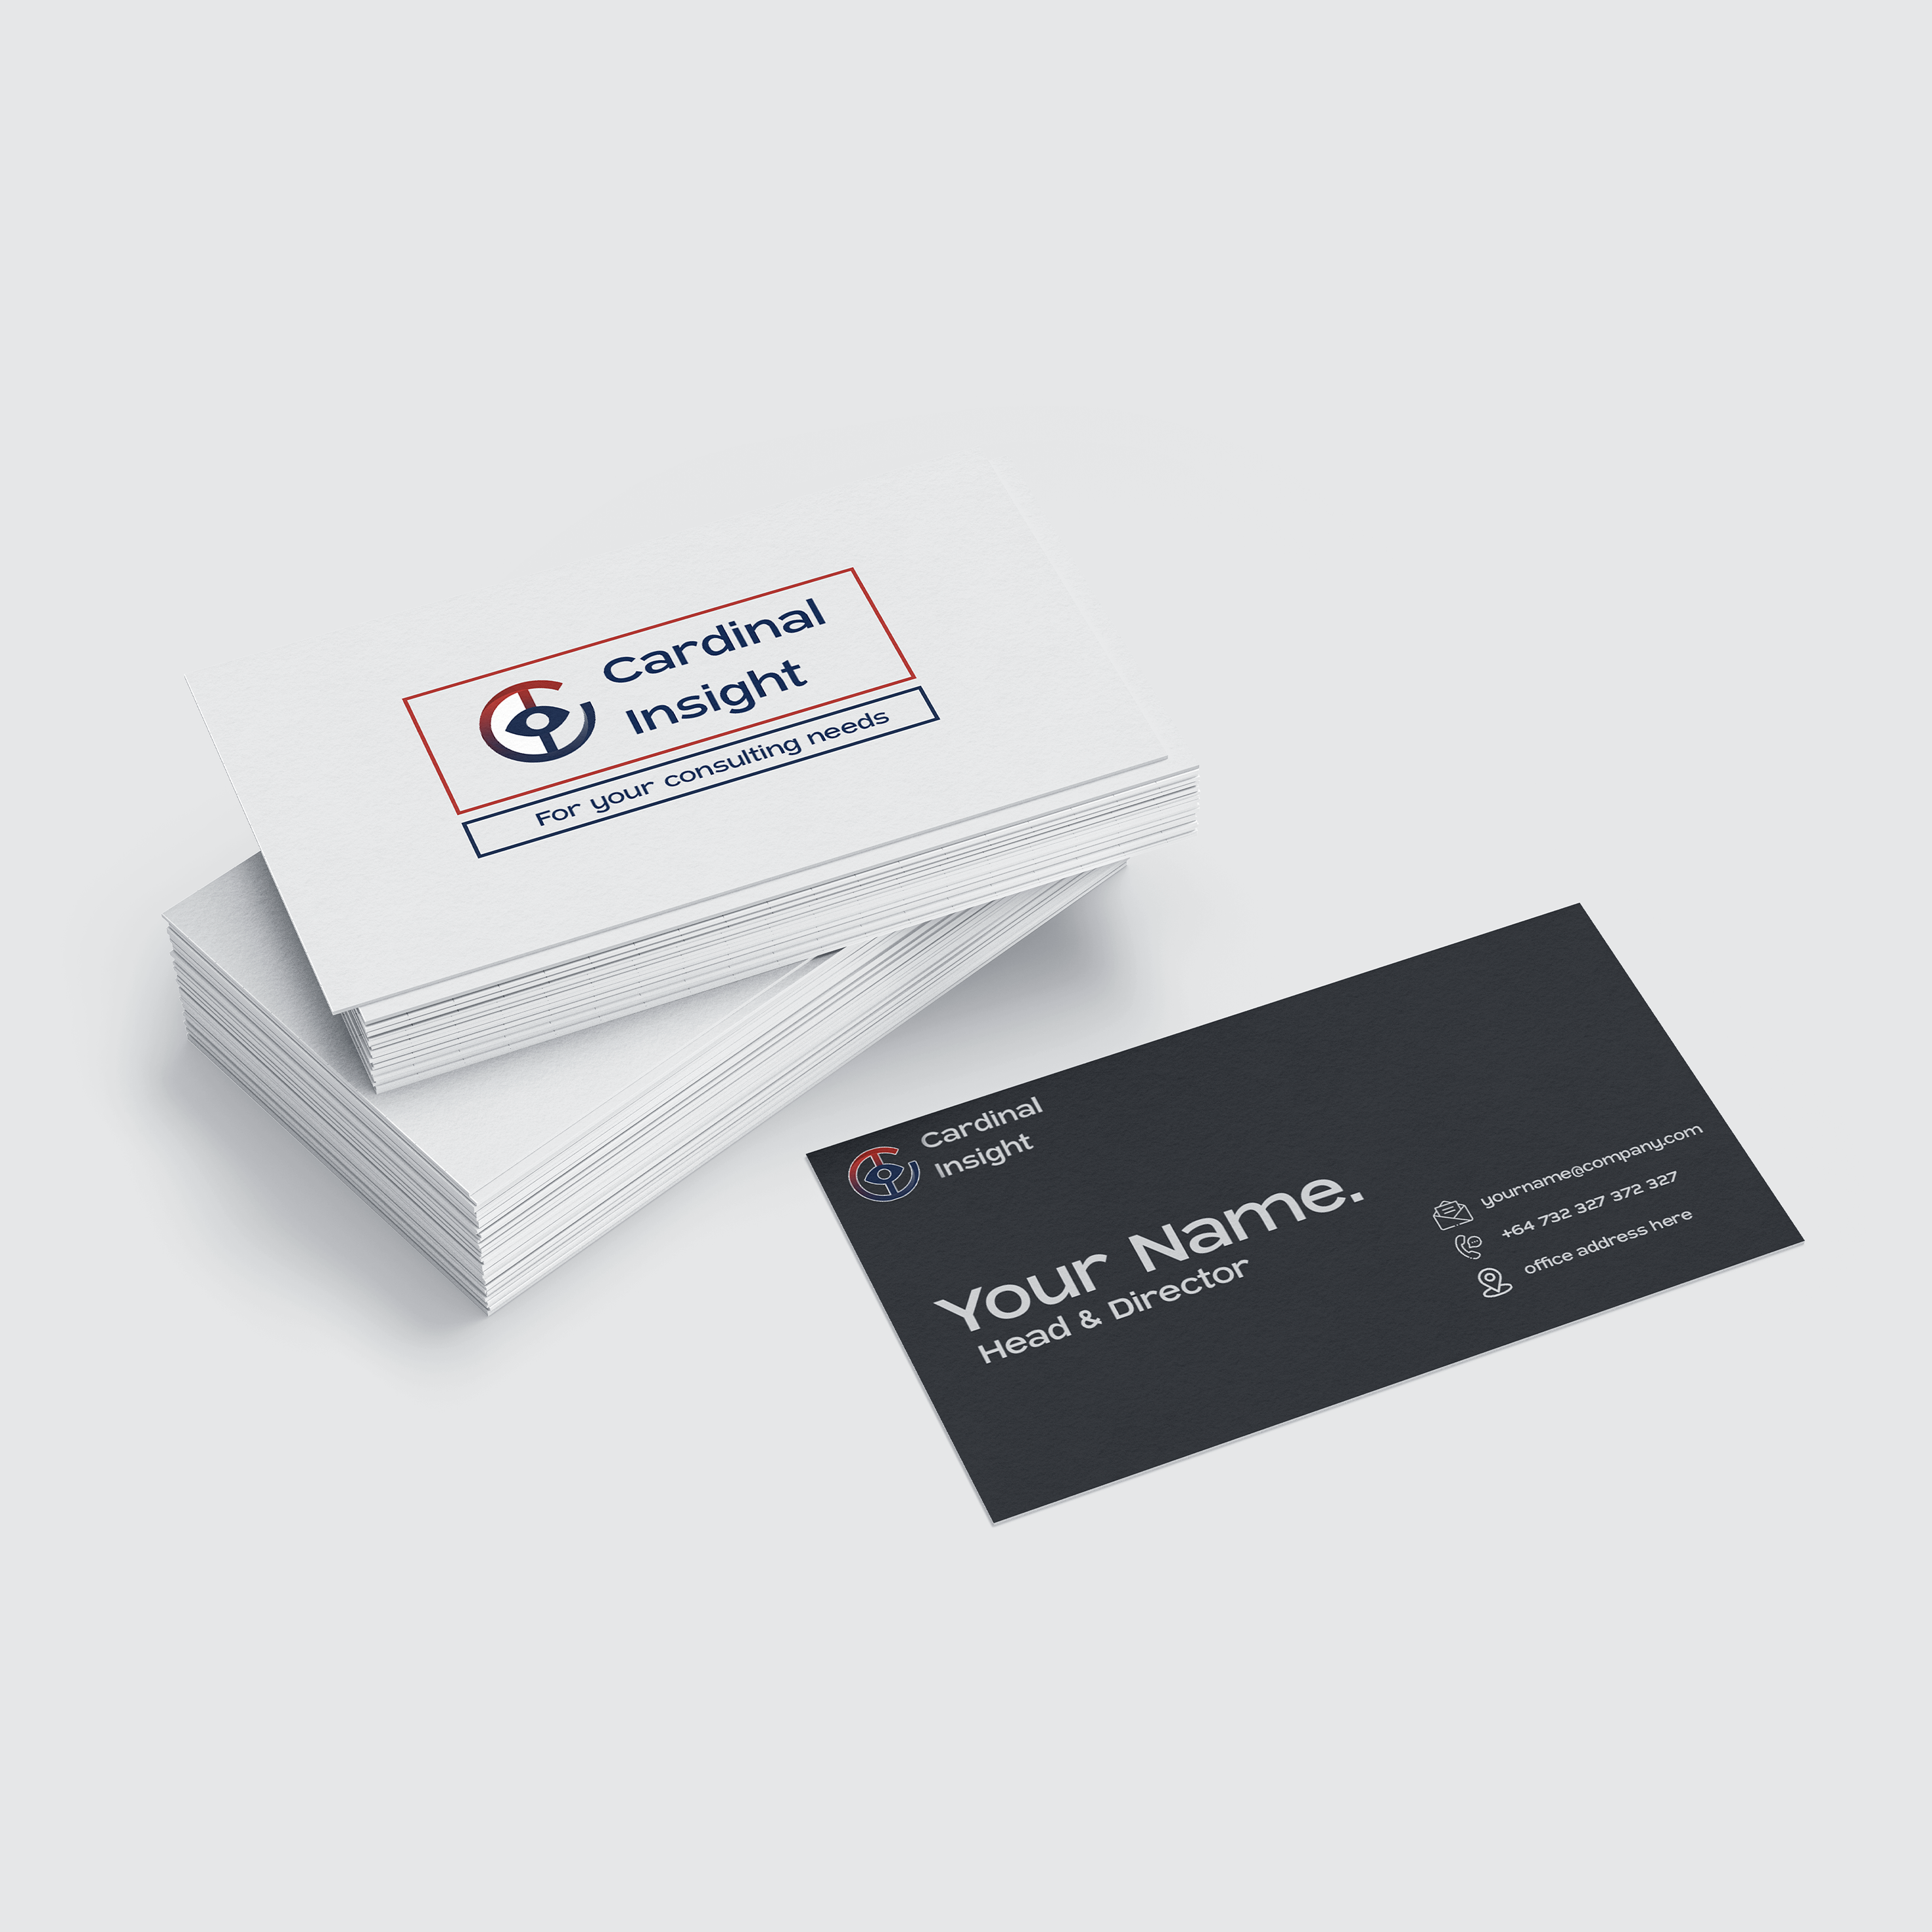 Cardinal
Insight
For your consulting needs
Cardinal
Insight
Your Name.
Head & Director
yourname@company.com
+64 732 327 372 327
office address here